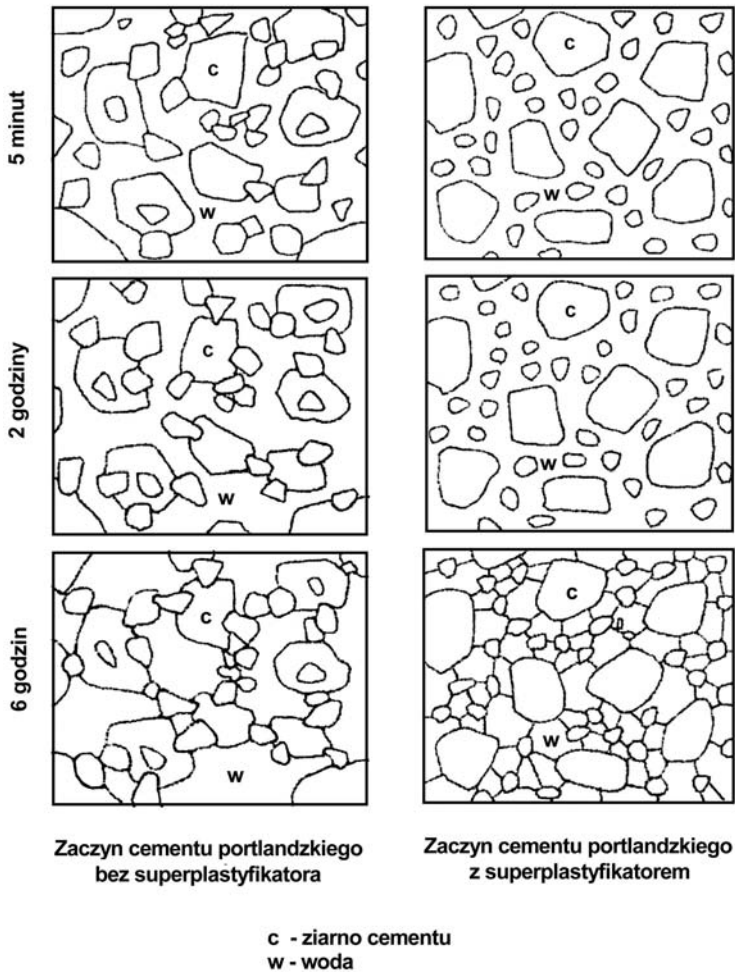 5 minut
c
w
c
w
2 godziny
c
w
c
w
6 godzin
c
w
c
w
Zaczyn cementu portlandzkiego
bez superplastyfikatora
Zaczyn cementu portlandzkiego
z superplastyfikatorem
c - ziarno cementu
w - woda